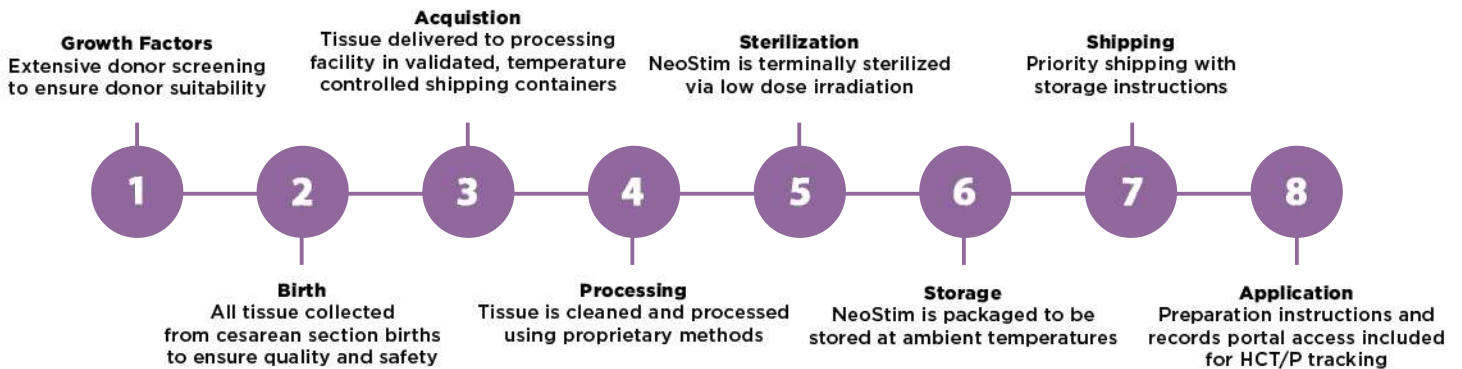 Growth Factors
Extensive donor screening
to ensure donor suitability
1
Birth
All tissue collected
from cesarean section births
to ensure quality and safety
2
Acquistion
Tissue delivered to processing
facility in validated, temperature
controlled shipping containers
3
Processing
Tissue is cleaned and processed
using proprietary methods
4
Sterilization
NeoStim is terminally sterilized
via low dose irradiation
5
Storage
NeoStim is packaged to be
stored at ambient temperatures
6
Shipping
Priority shipping with
storage instructions
7
Application
Preparation instructions and
records portal access included
for HCT/P tracking
8